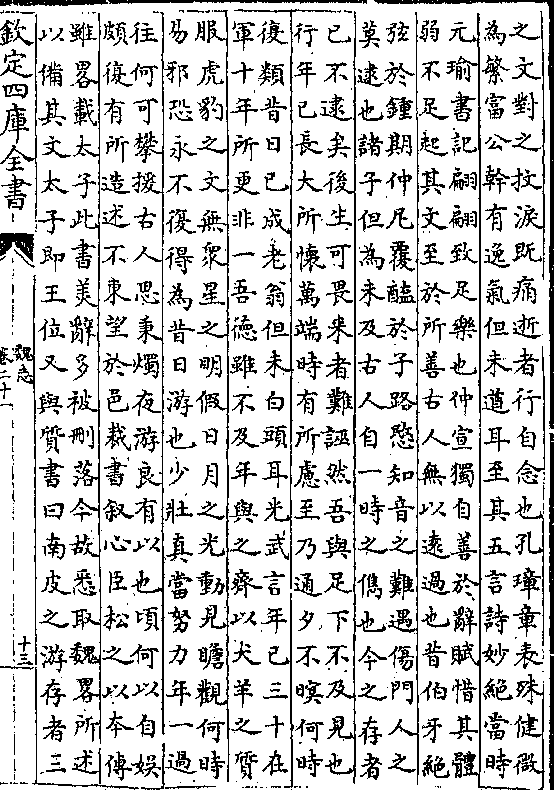 之文對之抆淚旣痛逝者行自念也孔璋章表殊健微
為繁富公幹有逸氣但未遒耳至其五言詩妙絶當時
元瑜書記翩翩致足樂也仲宣獨自善於辭賦惜其體
弱不足起其文至於所善古人無以遠過也昔伯牙絶
弦於鍾期仲尼覆醢於子路愍知音之難遇傷門人之
莫逮也諸子但為未及古人自一時之儁也今之存者
已不逮矣後生可畏來者難誣然吾與足下不及見也
行年已長大所懷萬端時有所慮至乃通夕不瞑何時
復類昔日已成老翁但未白頭耳光武言年已三十在
軍十年所更非一吾德雖不及年與之齊以犬羊之質
服虎豹之文無衆星之明假日月之光動見瞻觀何時
易邪恐永不復得為昔日游也少壯真當努力年一過
往何可攀援古人思秉燭夜游良有以也頃何以自娛
頗復有所造述不東望於邑裁書叙心臣松之以本傳
雖畧載太子此書美辭多被刪落今故悉取魏畧所述
以備其文太子即王位又與質書曰南皮之游存者三
欽定四庫全書
魏志
卷二十一
十三